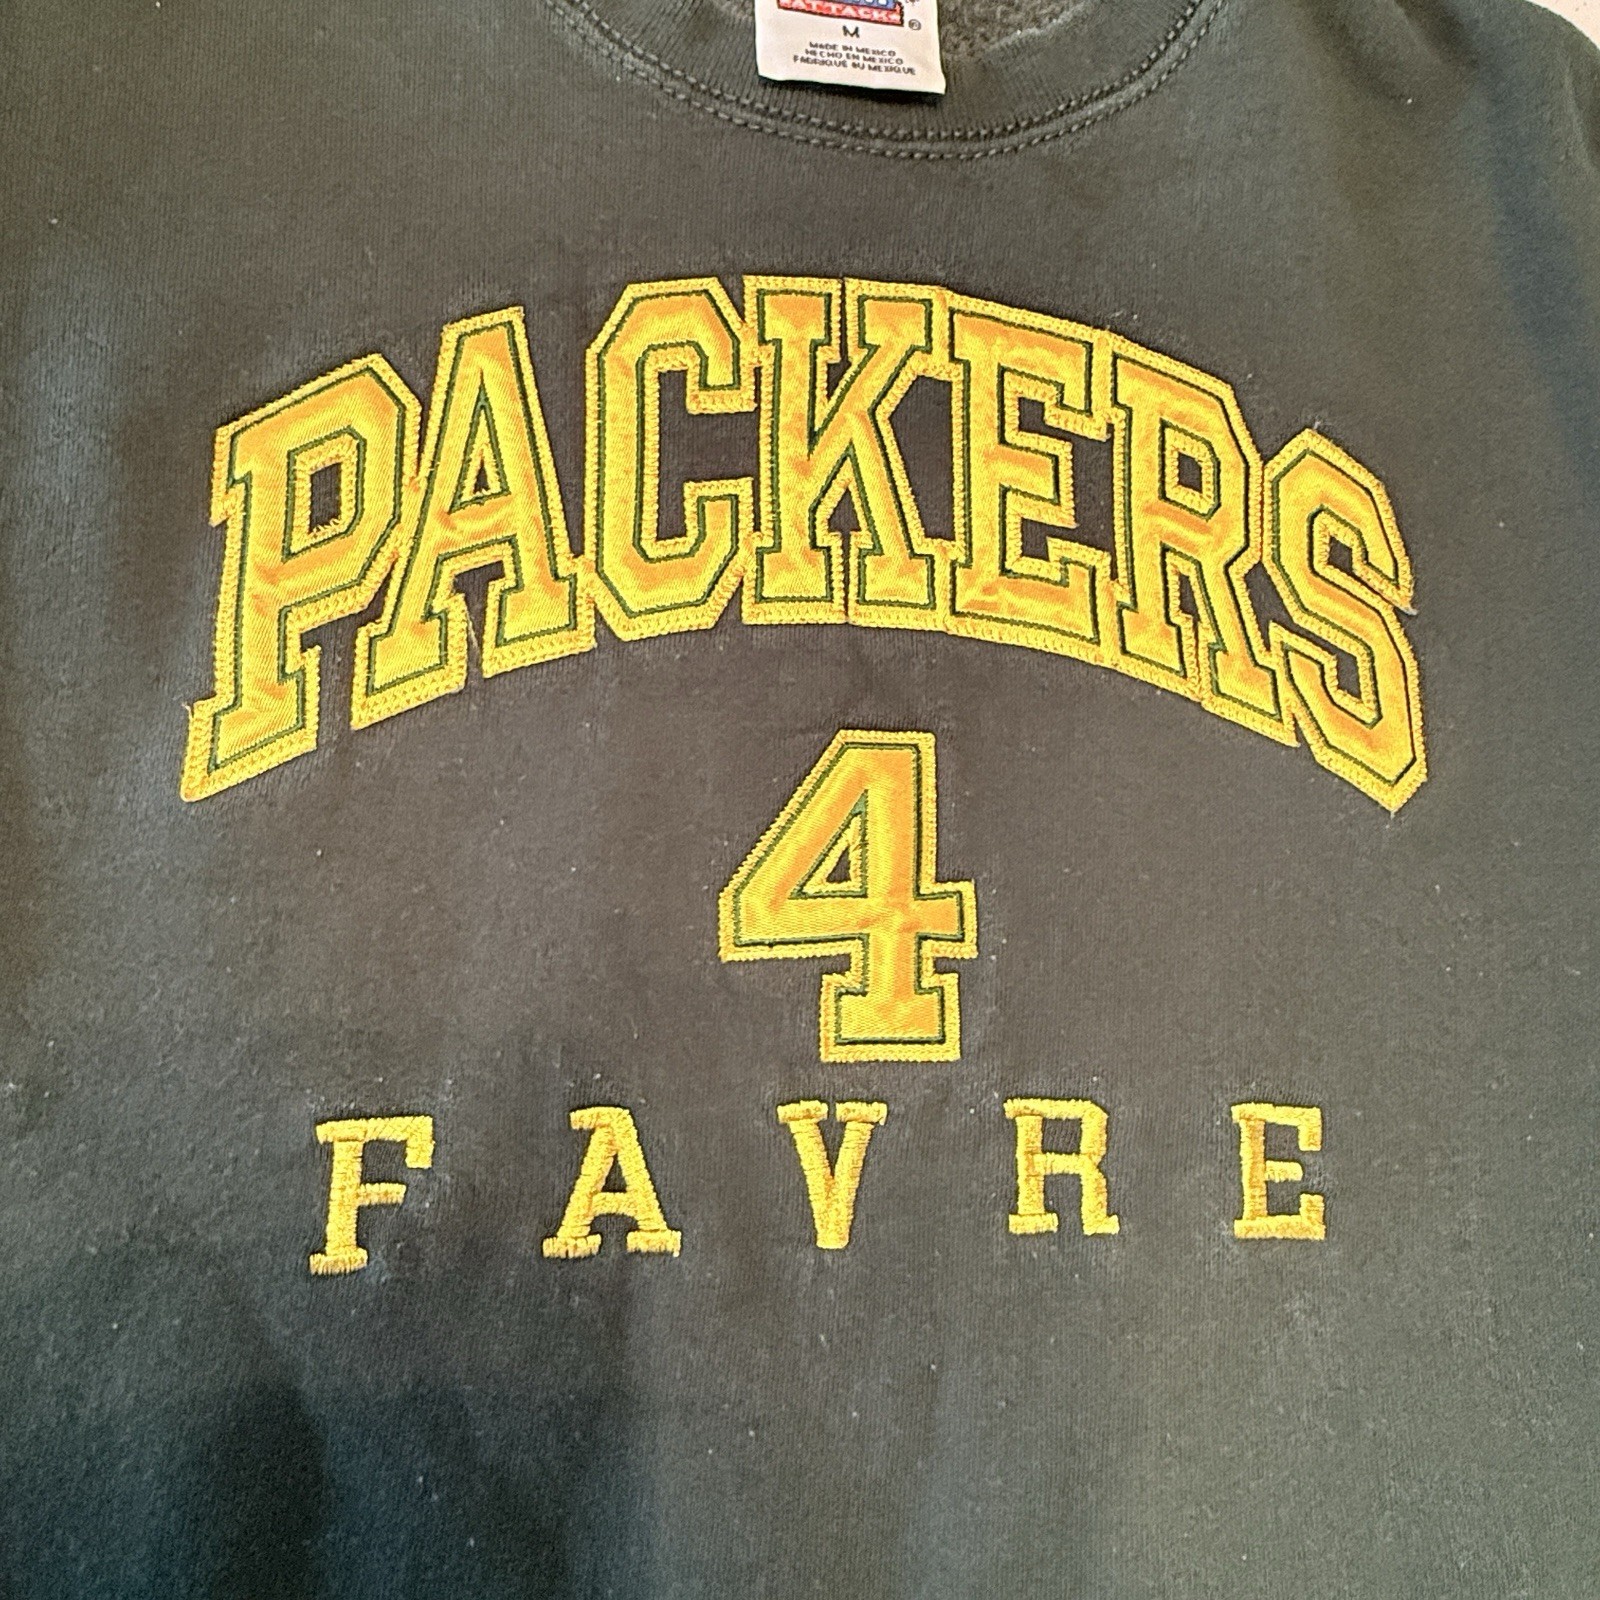 ATTACK
M
MADE IN MEXICO
HECHO EN MEXICO
FABRIQUE AU MEXIQUE
PACKERS
4
FAVRE